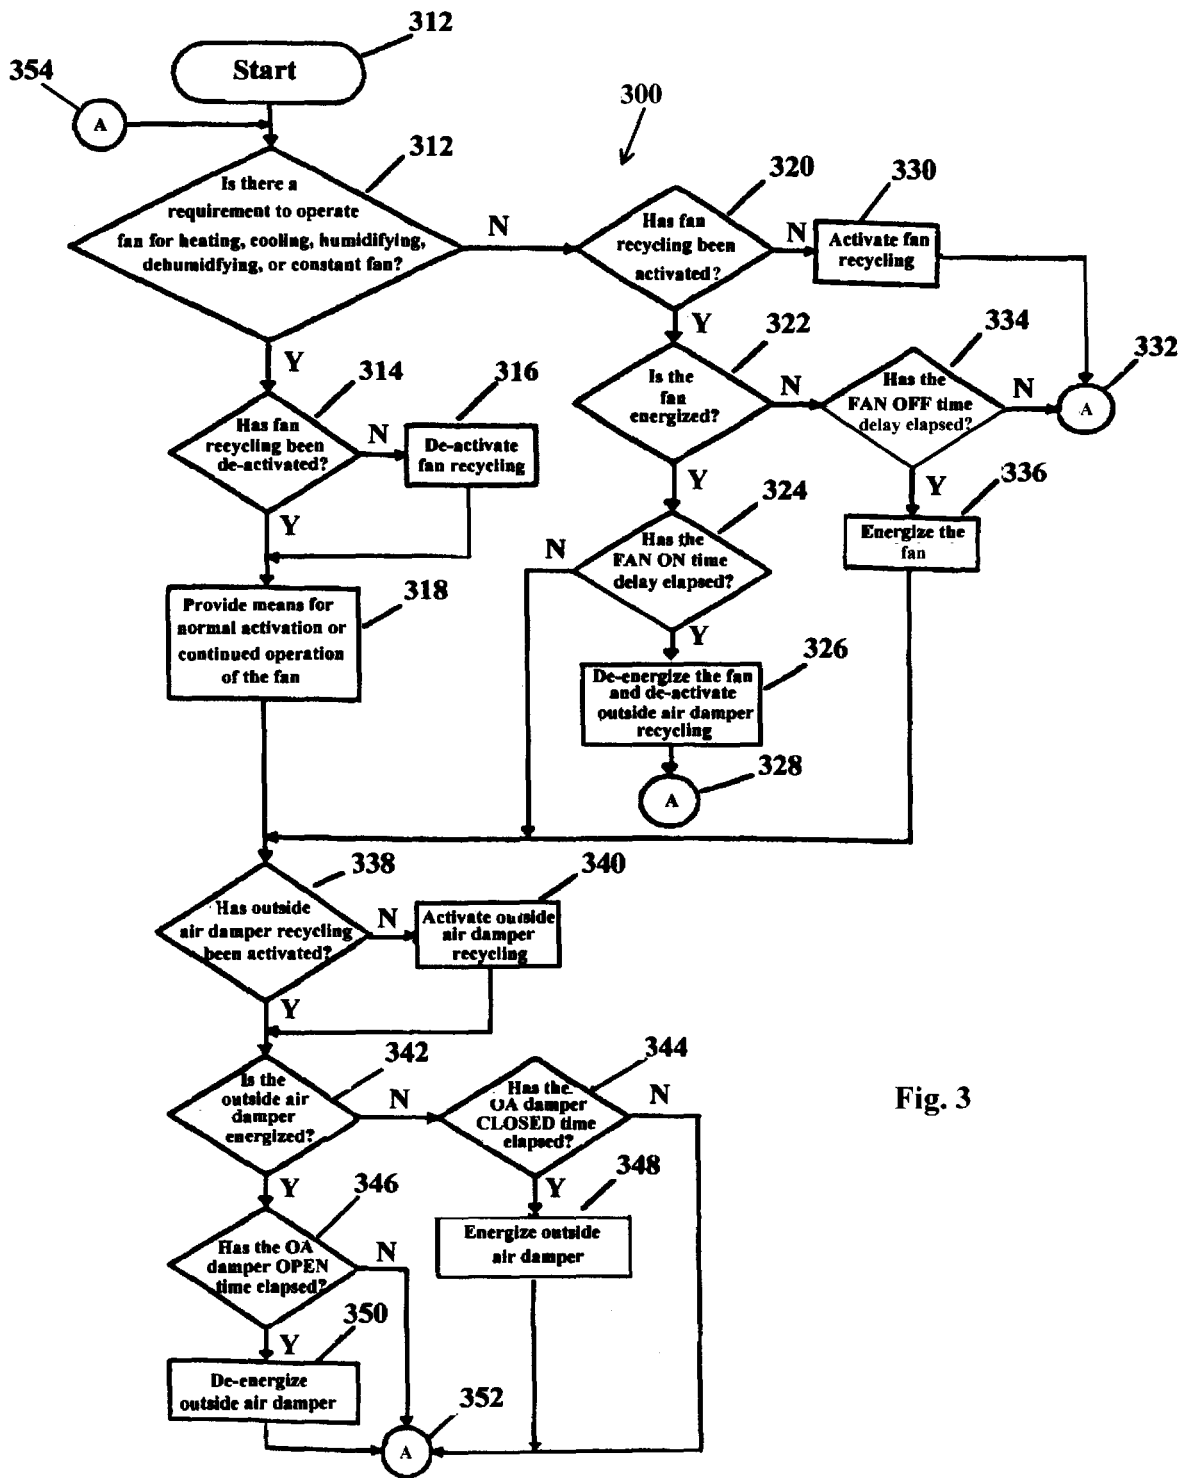 312
Start
354
A
300
312
Is there a
requirement to operate
fan for heating, cooling, humidifying,
dehumidfying, or constant fan?
N
Y
320
Has fan
recycling been
activated?
N
Y
330
Activate fan
recycling
322
Is the
fan
energized?
N
Y
334
Has the
FAN OFF time
delay elapsed?
N
Y
332
A
314
Has fan
recycling been
de-activated?
N
Y
316
De-activate
fan recycling
324
Has the
FAN ON time
delay elapsed?
N
Y
336
Energize the
fan
318
Provide means for
normal activation or
continued operation
of the fan
326
De-energize the fan
and de-activate
outside air damper
recycling
328
A
338
Has outside
air damper recycling
been activated?
N
Y
340
Activate outside
air damper
recycling
342
Is the
outside air
damper
energized?
N
Y
344
Has the
OA damper
CLOSED time
elapsed?
N
Y
Fig. 3
346
Has the OA
damper OPEN
time elapsed?
N
Y
348
Energize outside
air damper
350
De-energize
outside air damper
352
A